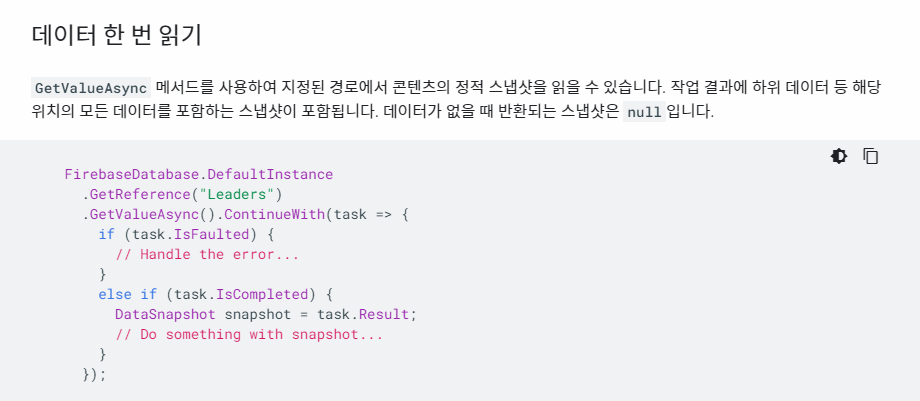 데이터 한 번 읽기
GetValueAsync 메서드를 사용하여 지정된 경로에서 콘텐츠의 정적 스냅샷을 읽을 수 있습니다. 작업 결과에 하위 데이터 등 해당
위치의 모든 데이터를 포함하는 스냅샷이 포함됩니다. 데이터가 없을 때 반환되는 스냅샷은 null입니다.
FirebaseDatabase.DefaultInstance
  .GetReference("Leaders")
  .GetValueAsync().ContinueWith(task => {
    if (task.IsFaulted) {
      // Handle the error...
    }
    else if (task.IsCompleted) {
      DataSnapshot snapshot = task.Result;
      // Do something with snapshot...
    }
  });